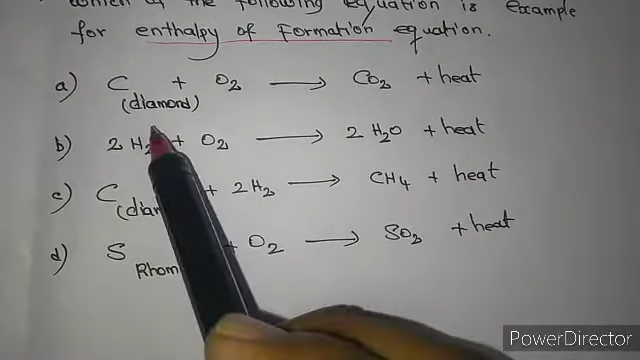 which of the following equation is example
for enthalpy of Formation equation.
a) C (diamond) + O2 → CO2 + heat
b) 2 H2 + O2 → 2 H2O + heat
c) C + 2 H2 → CH4 + heat
d) S + O2 → SO2 + heat
PowerDirector